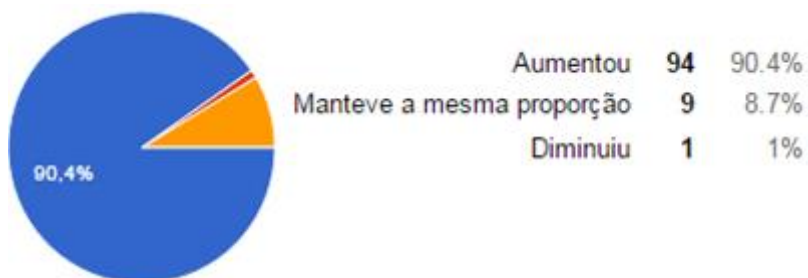 Aumentou 94 90.4%
Manteve a mesma proporção 9 8.7%
Diminuiu 1 1%
90,4%